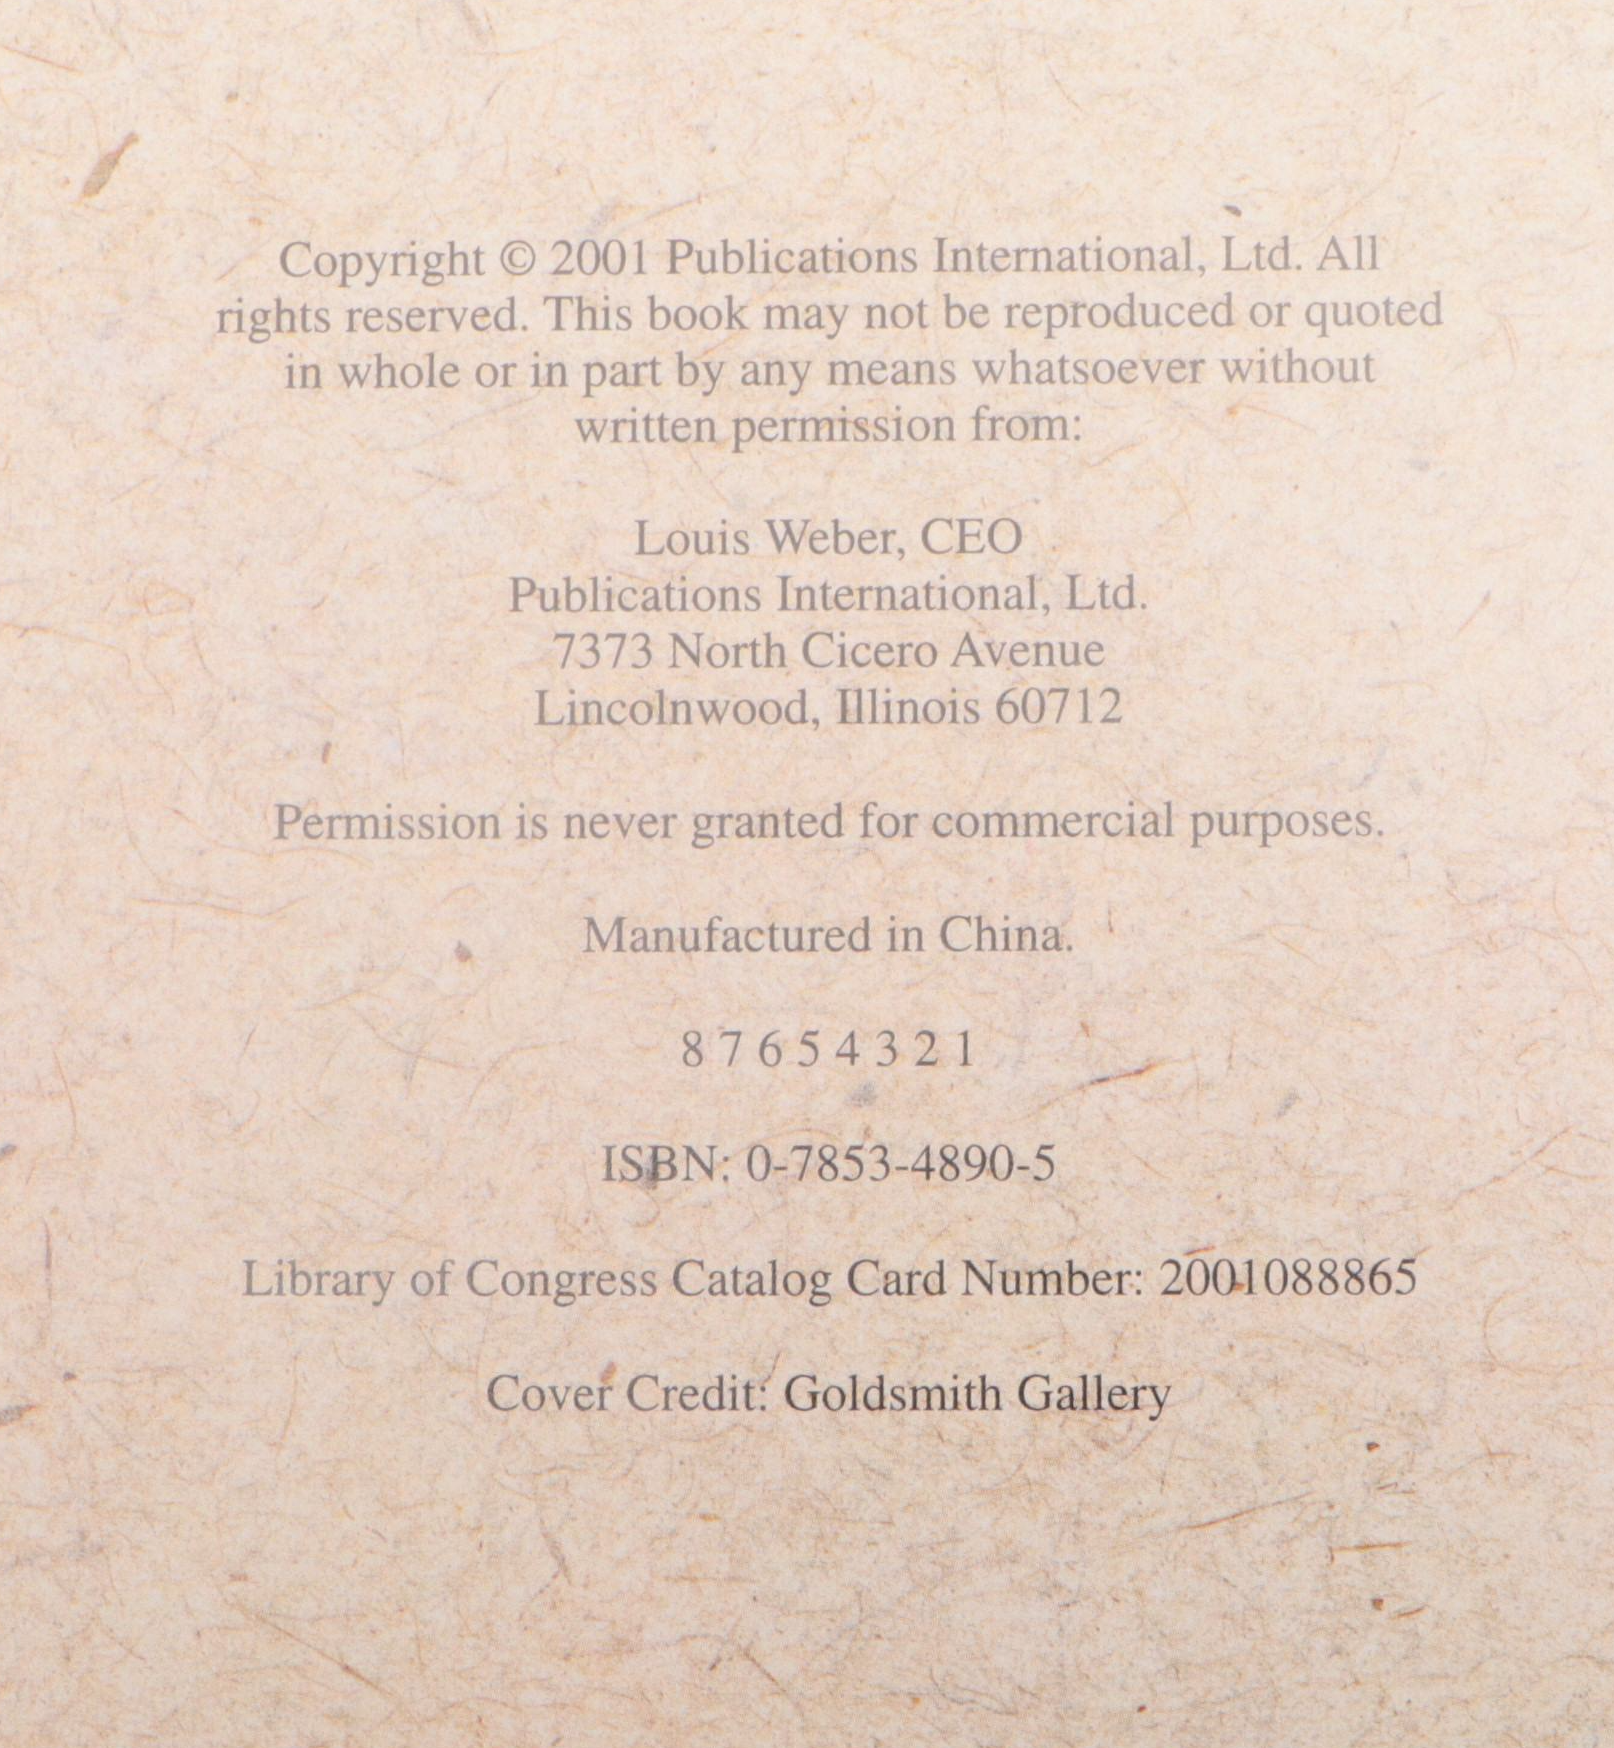 Copyright © 2001 Publications International, Ltd. All
rights reserved. This book may not be reproduced or quoted
in whole or in part by any means whatsoever without
written permission from:
Louis Weber, CEO
Publications International, Ltd.
7373 North Cicero Avenue
Lincolnwood, Illinois 60712
Permission is never granted for commercial purposes.
Manufactured in China.
8 7 6 5 4 3 2 1
ISBN: 0-7853-4890-5
Library of Congress Catalog Card Number: 2001088865
Cover Credit: Goldsmith Gallery